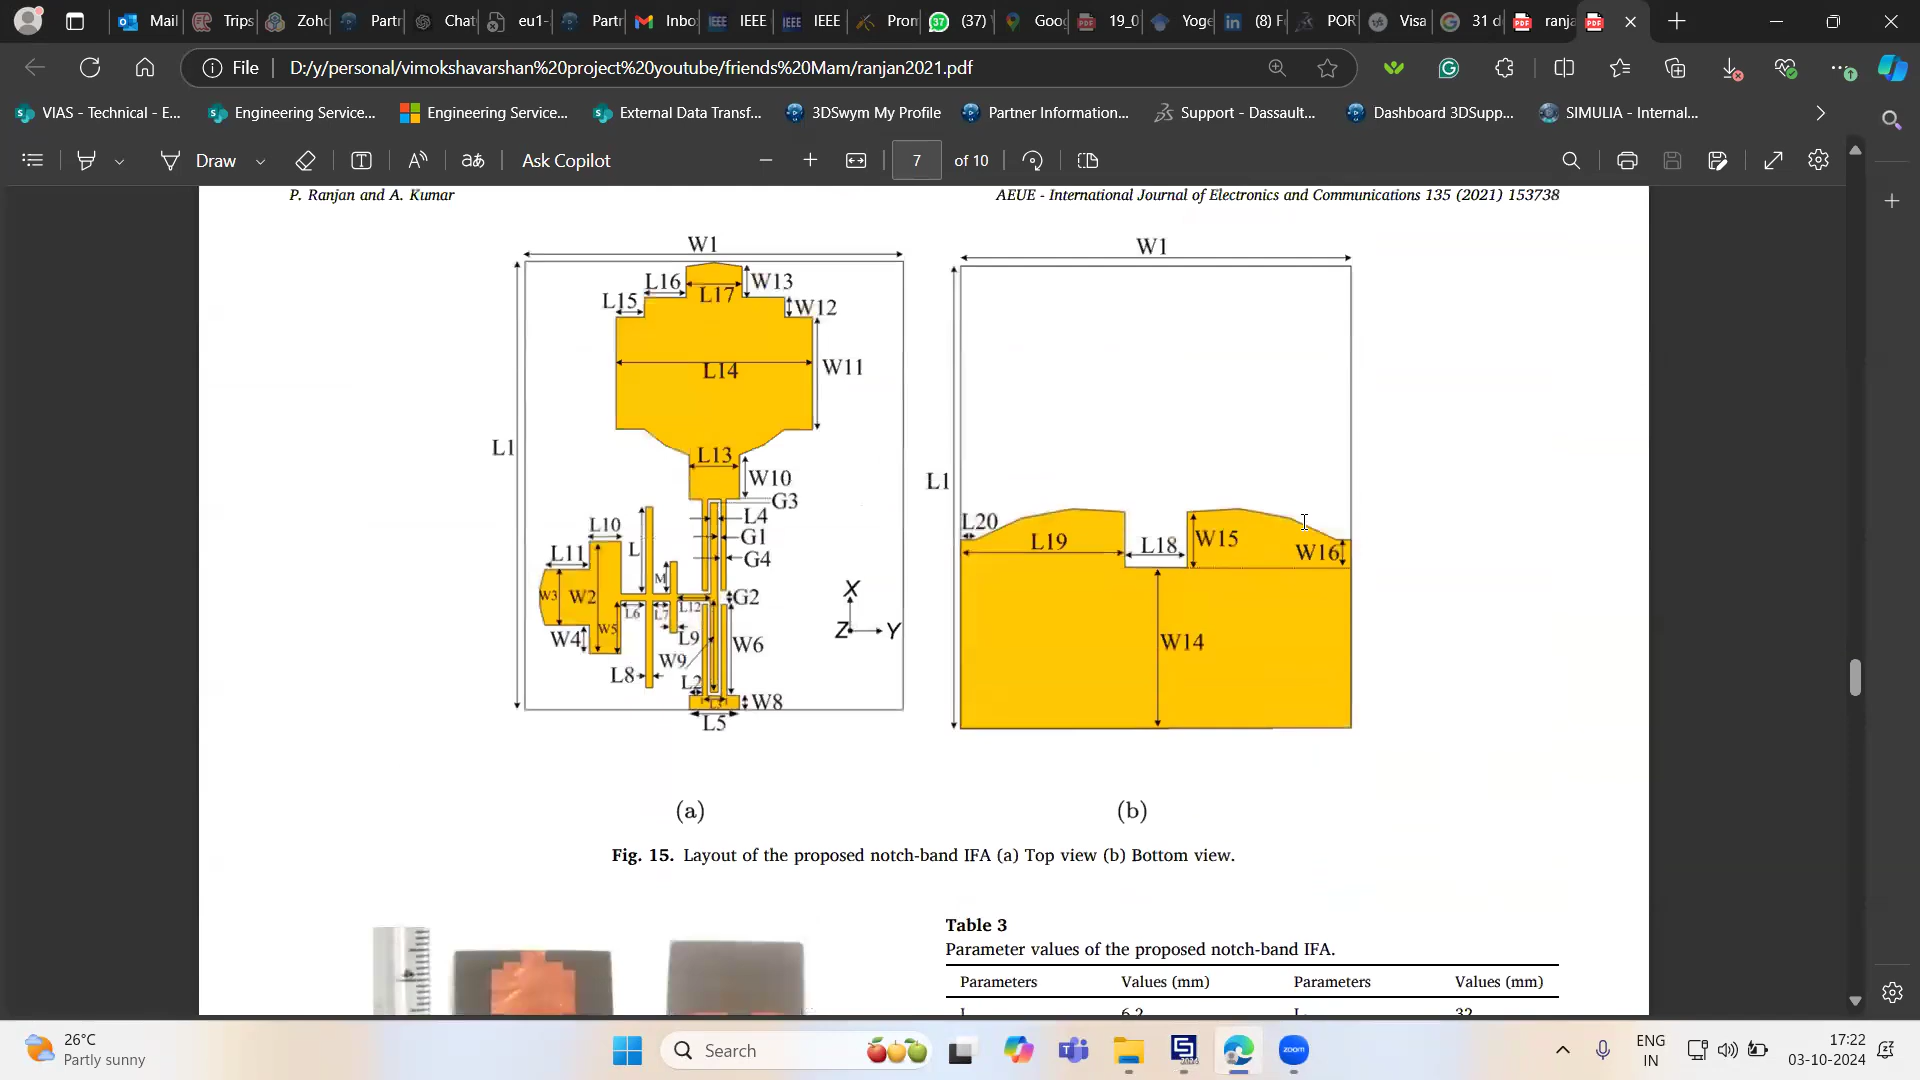 Mail
Trips
Zoho
Partr
Chat
eu1-
Partr
Inbo
IEEE
IEEE
Pron
(37)
Goog
19_0
Yoge
(8) F
POR
Visa
31 d
ranja
File
D:/y/personal/vimokshavarshan%20project%20youtube/friends%20Mam/ranjan2021.pdf
VIAS - Technical - E...
Engineering Service...
Engineering Service...
External Data Transf...
3DSwym My Profile
Partner Information...
Support - Dassault...
Dashboard 3DSupp...
SIMULIA - Internal...
Draw
Ask Copilot
7 of 10
P. Ranjan and A. Kumar
AEUE - International Journal of Electronics and Communications 135 (2021) 153738
W1
L16
L17
W13
L15
W12
L14
W11
L1
L13
W10
G3
L4
G1
G4
L10
L
L11
M
W3
W2
G2
L6
L7
L12
W5
W4
L9
W6
W9
L8
L2
W8
L5
X
Z
Y
W1
L1
L20
L19
L18
W15
W16
W14
(a)
(b)
Fig. 15. Layout of the proposed notch-band IFA (a) Top view (b) Bottom view.
Table 3
Parameter values of the proposed notch-band IFA.
Parameters Values (mm) Parameters Values (mm)
26°C
Partly sunny
Search
zoom
ENG
IN
17:22
03-10-2024